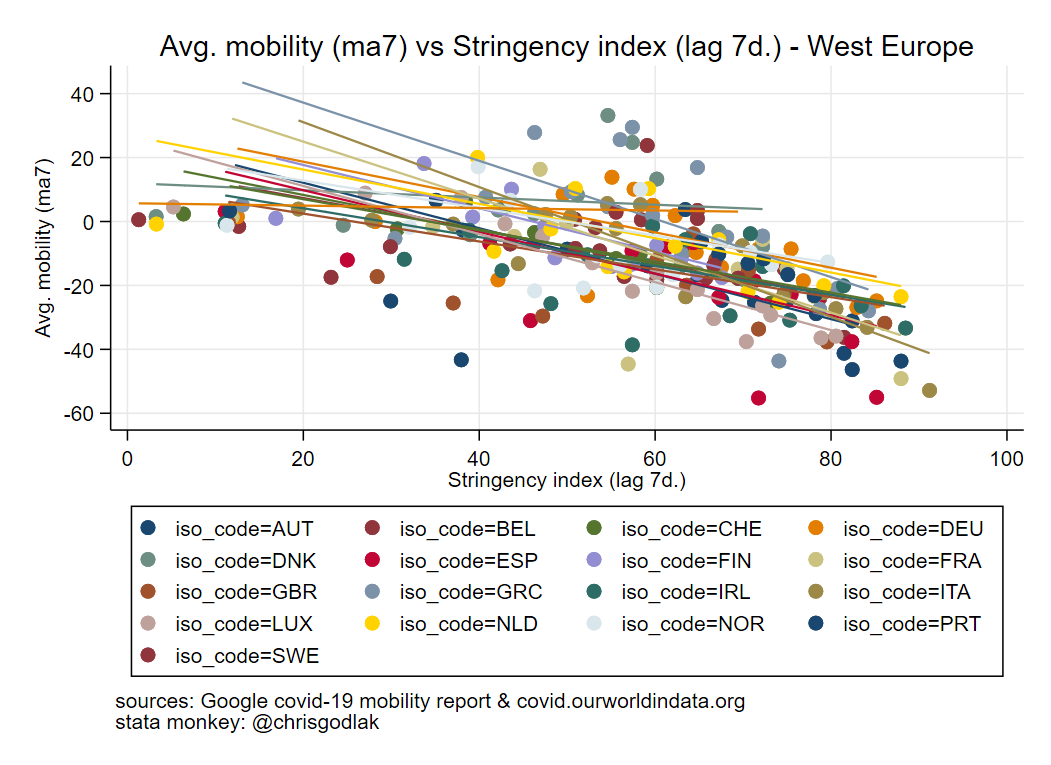 Avg. mobility (ma7) vs Stringency index (lag 7d.) - West Europe
Avg. mobility (ma7)
40
20
0
-20
-40
-60
0 20 40 60 80 100
Stringency index (lag 7d.)
iso_code=AUT iso_code=BEL iso_code=CHE iso_code=DEU
iso_code=DNK iso_code=ESP iso_code=FIN iso_code=FRA
iso_code=GBR iso_code=GRC iso_code=IRL iso_code=ITA
iso_code=LUX iso_code=NLD iso_code=NOR iso_code=PRT
iso_code=SWE
sources: Google covid-19 mobility report & covid.ourworldindata.org
stata monkey: @chrisgodlak